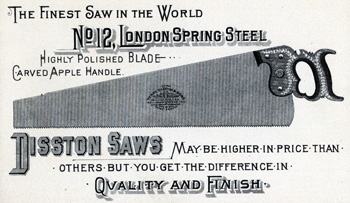 THE FINEST SAW IN THE WORLD
No 12, LONDON SPRING STEEL
HIGHLY POLISHED BLADE
CARVED APPLE HANDLE.
DISSTON SAWS MAY BE HIGHER IN PRICE THAN
OTHERS BUT YOU GET THE DIFFERENCE IN
QVALITY AND FINISH.